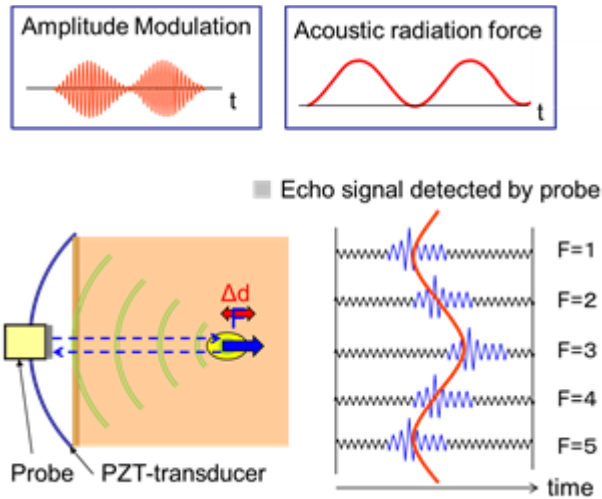 Amplitude Modulation
t
Acoustic radiation force
t
Echo signal detected by probe
Δd
F
Probe
PZT-transducer
F=1
F=2
F=3
F=4
F=5
time